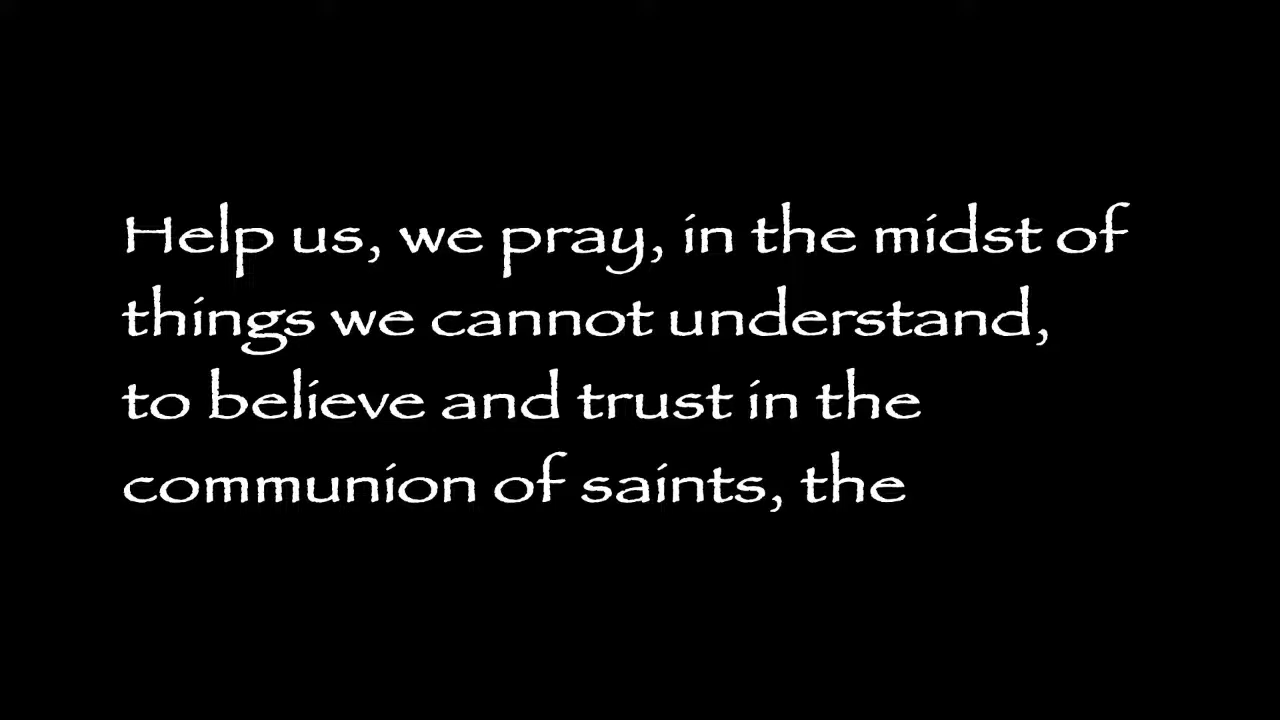 Help us, we pray, in the midst of
things we cannot understand,
to believe and trust in the
communion of saints, the